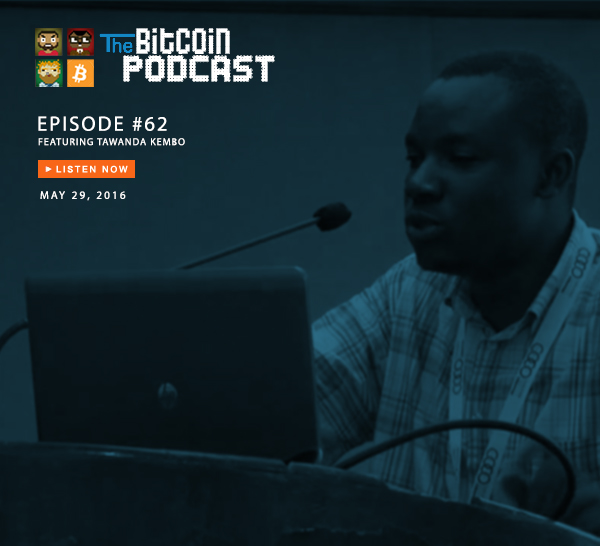 The Bitcoin
PODCAST
EPISODE #62
FEATURING TAWANDA KEMBO
LISTEN NOW
MAY 29, 2016